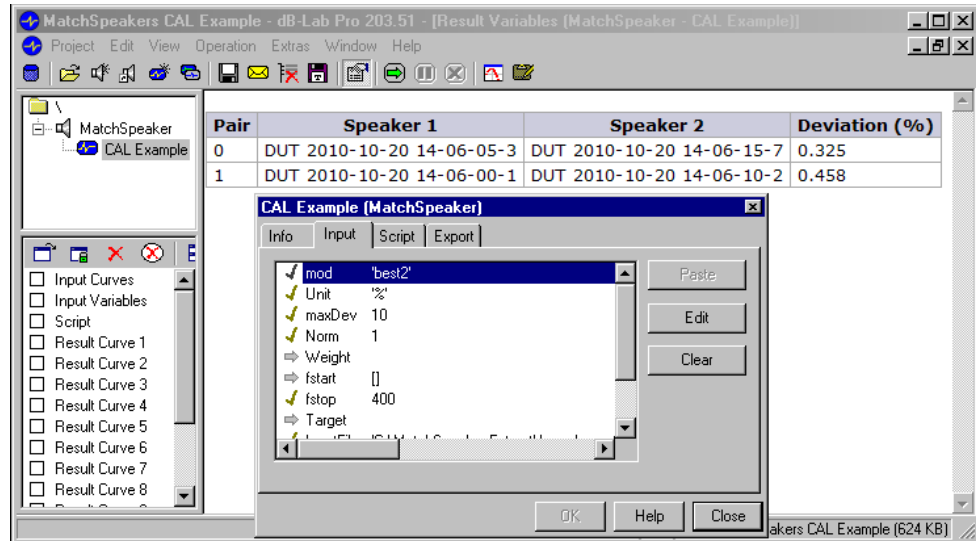 MatchSpeakers CAL Example - dB-Lab Pro 203.51 - [Result Variables (MatchSpeaker - CAL Example)]
Project Edit View Operation Extras Window Help
\
MatchSpeaker
CAL Example
Pair Speaker 1 Speaker 2 Deviation (%)
0 DUT 2010-10-20 14-06-05-3 DUT 2010-10-20 14-06-15-7 0.325
1 DUT 2010-10-20 14-06-00-1 DUT 2010-10-20 14-06-10-2 0.458
Input Curves
Input Variables
Script
Result Curve 1
Result Curve 2
Result Curve 3
Result Curve 4
Result Curve 5
Result Curve 6
Result Curve 7
Result Curve 8
CAL Example (MatchSpeaker)
Info Input Script Export
mod 'best2'
Unit '%'
maxDev 10
Norm 1
Weight
fstart []
fstop 400
Target
Paste
Edit
Clear
OK Help Close
akers CAL Example (624 KB)